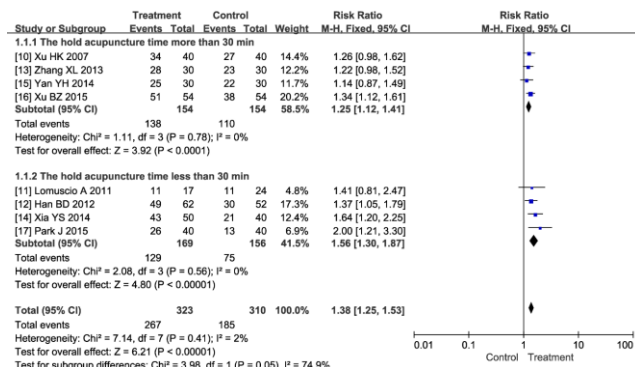 Treatment Control Risk Ratio Risk Ratio
Study or Subgroup Events Total Events Total Weight M-H. Fixed. 95% CI M-H. Fixed. 95% CI
1.1.1 The hold acupuncture time more than 30 min
[10] Xu HK 2007 34 40 27 40 14.4% 1.26 [0.98, 1.62]
[13] Zhang XL 2013 28 30 23 30 12.2% 1.22 [0.98, 1.52]
[15] Yan YH 2014 25 30 22 30 11.7% 1.14 [0.87, 1.49]
[16] Xu BZ 2015 51 54 38 54 20.2% 1.34 [1.12, 1.61]
Subtotal (95% CI) 154 154 58.5% 1.25 [1.12, 1.41]
Total events 138 110
Heterogeneity: Chi² = 1.11, df = 3 (P = 0.78); I² = 0%
Test for overall effect: Z = 3.92 (P < 0.0001)
1.1.2 The hold acupuncture time less than 30 min
[11] Lomuscio A 2011 11 17 11 24 4.8% 1.41 [0.81, 2.47]
[12] Han BD 2012 49 62 30 52 17.4% 1.37 [1.05, 1.79]
[14] Xia YS 2014 43 50 21 40 12.4% 1.64 [1.20, 2.25]
[17] Park J 2015 26 40 13 40 6.9% 2.00 [1.21, 3.30]
Subtotal (95% CI) 169 156 41.5% 1.56 [1.30, 1.87]
Total events 129 75
Heterogeneity: Chi² = 2.08, df = 3 (P = 0.56); I² = 0%
Test for overall effect: Z = 4.80 (P < 0.00001)
Total (95% CI) 323 310 100.0% 1.38 [1.25, 1.53]
Total events 267 185
Heterogeneity: Chi² = 7.14, df = 7 (P = 0.41); I² = 2%
Test for overall effect: Z = 6.21 (P < 0.00001)
Test for subgroup differences: Chi² = 3.98, df = 1 (P = 0.05), I² = 74.9%
0.01 0.1 1 10 100
Control Treatment